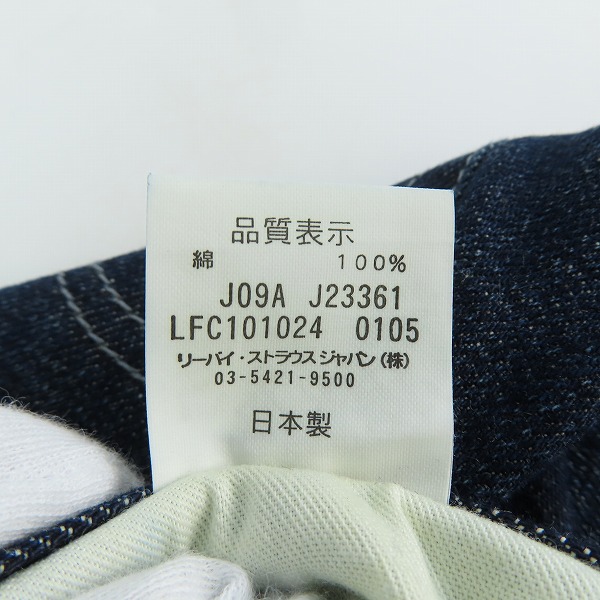 品質表示
綿 100%
J09A J23361
LFC101024 0105
リーバイ・ストラウス ジャパン(株)
03-5421-9500
日本製